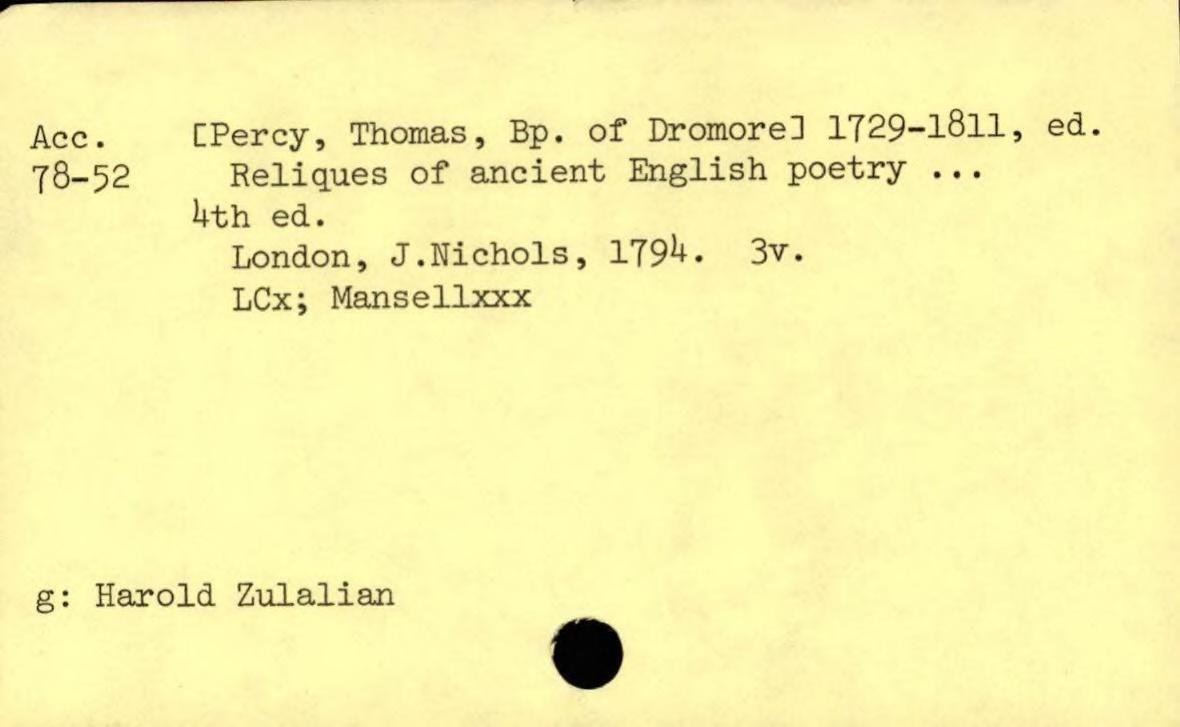 Acc. [Percy, Thomas, Bp. of Dromore] 1729-1811, ed.
78-52 Reliques of ancient English poetry ...
4th ed.
London, J.Nichols, 1794. 3v.
LCx; Mansellxxx
g: Harold Zulalian